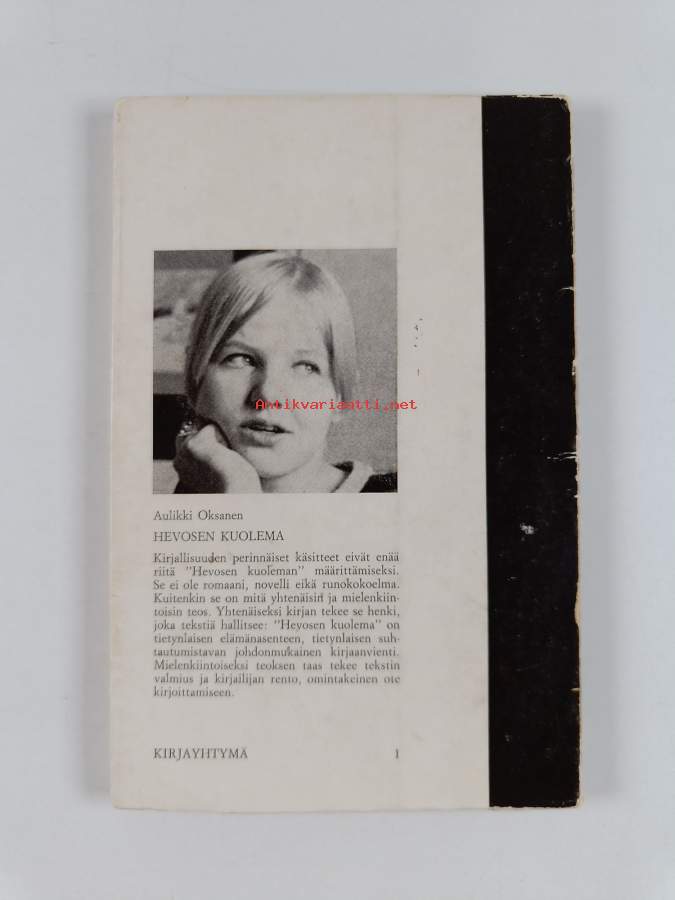 Antikvariaatti.net
Aulikki Oksanen
HEVOSEN KUOLEMA
Kirjallisuuden perinnäiset käsitteet eivät enää
riitä "Hevosen kuoleman" määrittämiseksi.
Se ei ole romaani, novelli eikä runokokoelma.
Kuitenkin se on mitä yhtenäisin ja mielenkiin-
toisin teos. Yhtenäiseksi kirjan tekee se henki,
joka tekstiä hallitsee: "Hevosen kuolema" on
tietynlaisen elämänasenteen, tietynlaisen suh-
tautumistavan johdonmukainen kirjaanvienti.
Mielenkiintoiseksi teoksen taas tekee tekstin
valmius ja kirjailijan rento, omintakeinen ote
kirjoittamiseen.
KIRJAYHTYMÄ 1